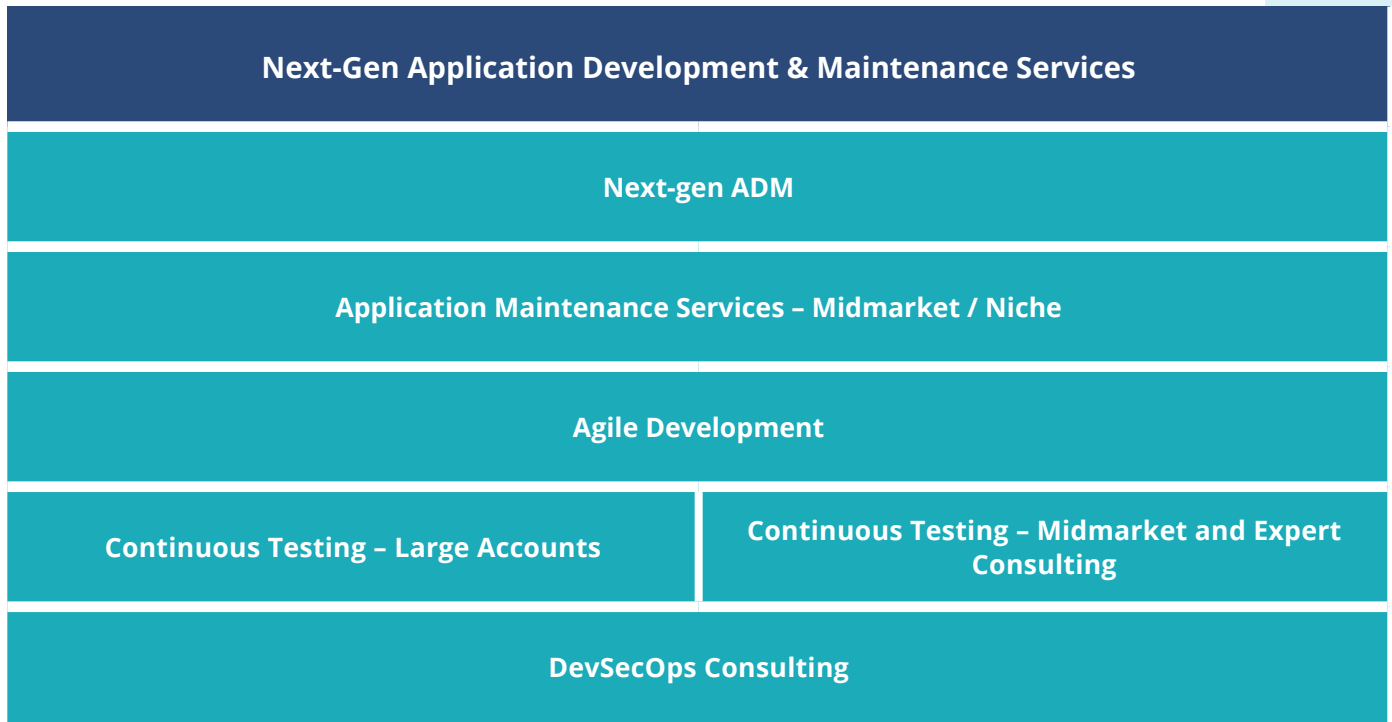 Next-Gen Application Development & Maintenance Services
Next-gen ADM
Application Maintenance Services – Midmarket / Niche
Agile Development
Continuous Testing – Large Accounts
Continuous Testing – Midmarket and Expert
Consulting
DevSecOps Consulting